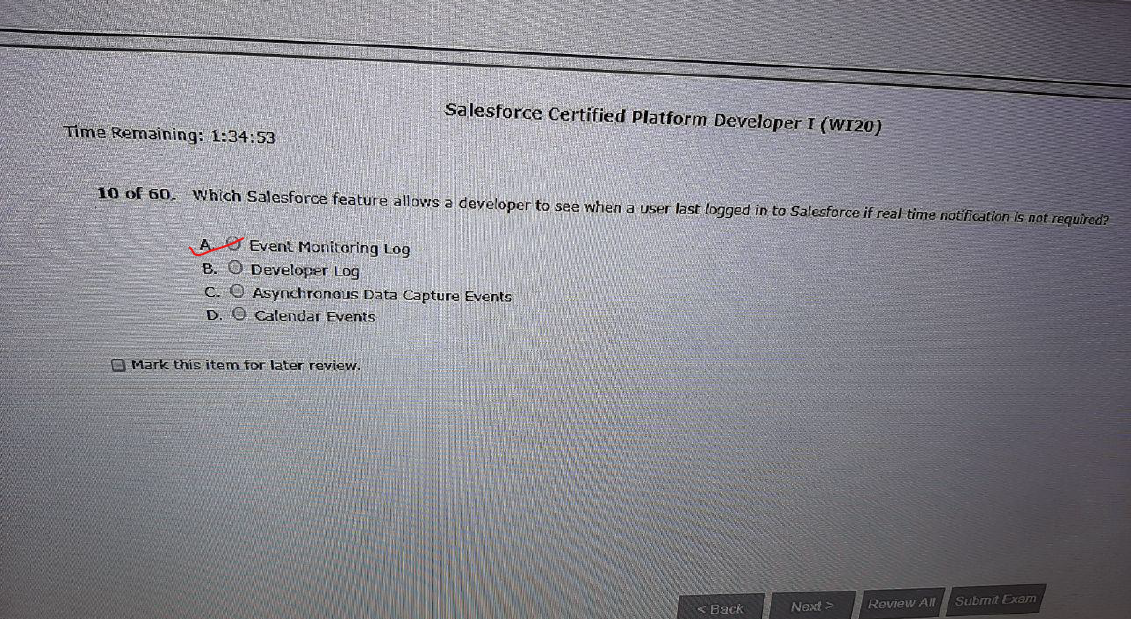 Salesforce Certified Platform Developer I (WI20)
Time Remaining: 1:34:53
10 of 60. Which Salesforce feature allows a developer to see when a user last logged in to Salesforce if real time notification is not required?
A. Event Monitoring Log
B. Developer Log
C. Asynchronous Data Capture Events
D. Calendar Events
Mark this item for later review.
< Back Next > Review All Submit Exam